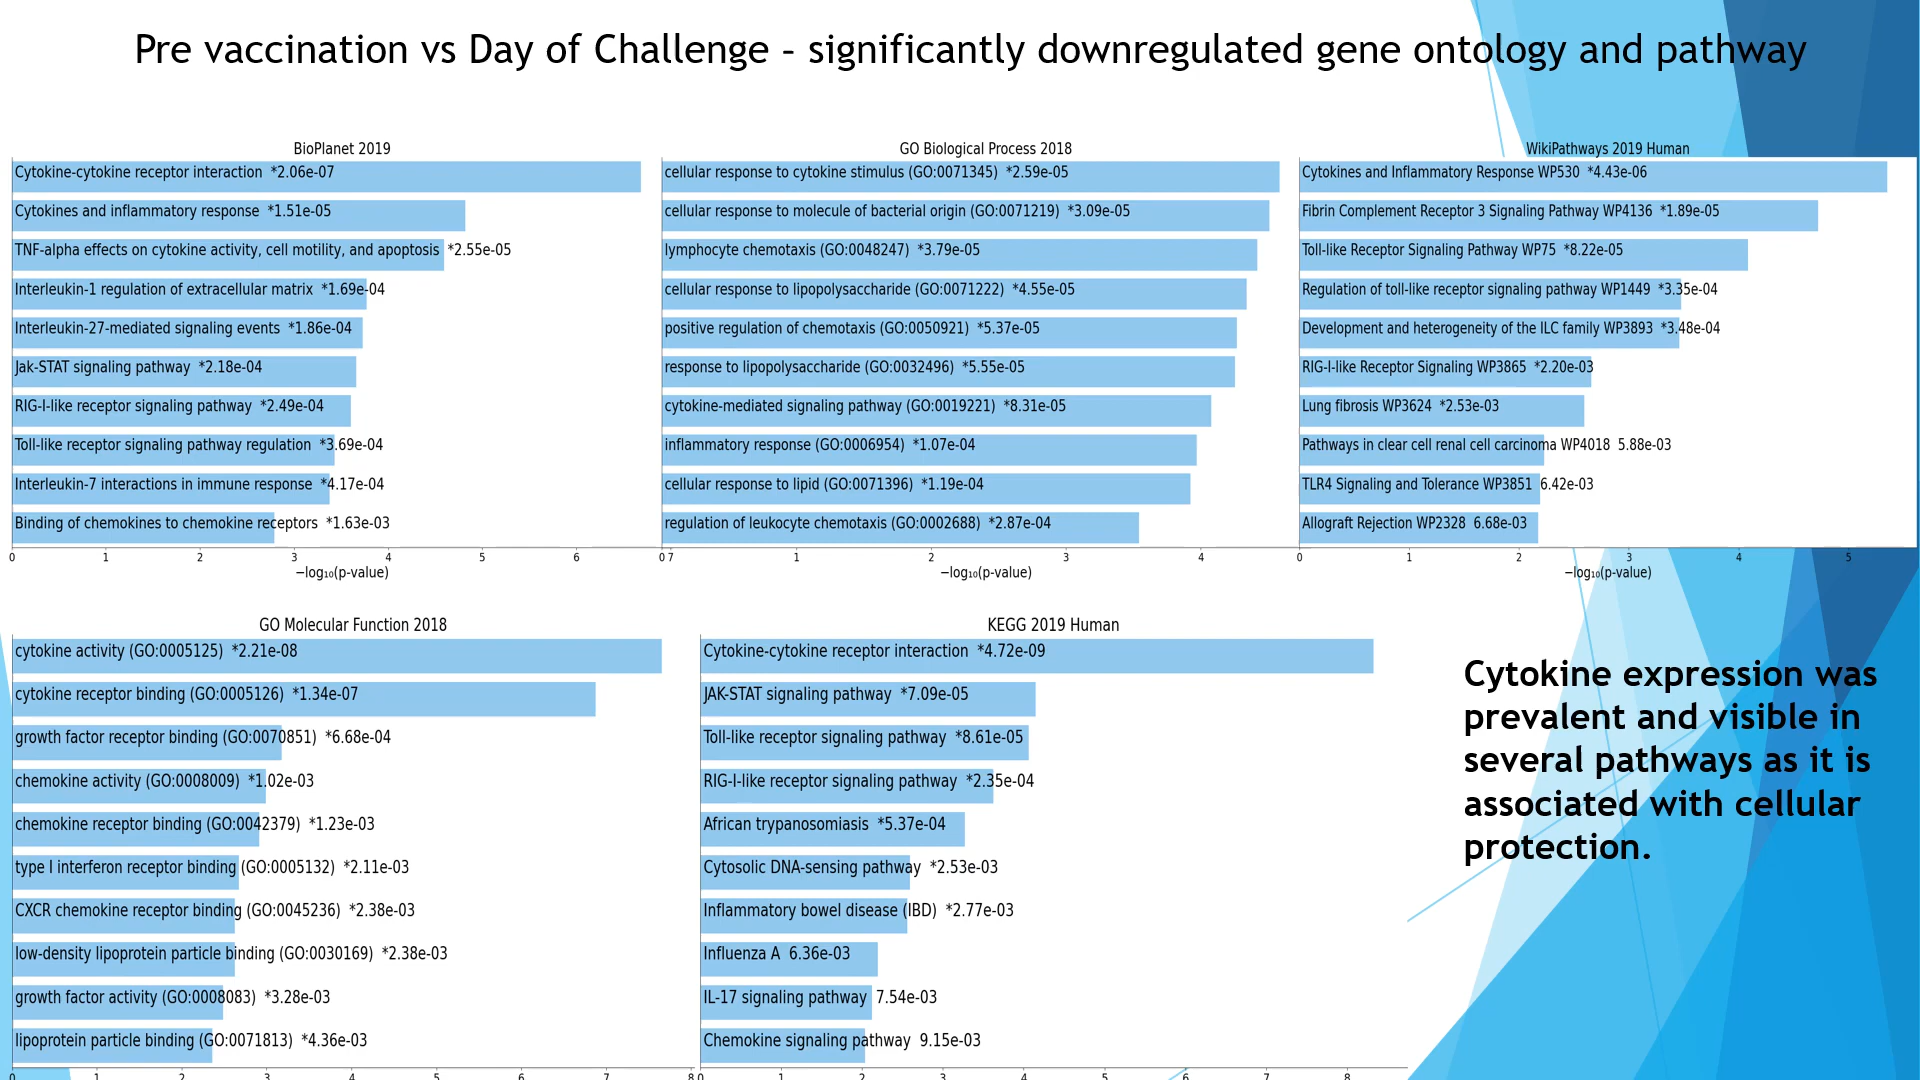 Pre vaccination vs Day of Challenge – significantly downregulated gene ontology and pathway
BioPlanet 2019
Cytokine-cytokine receptor interaction *2.06e-07
Cytokines and inflammatory response *1.51e-05
TNF-alpha effects on cytokine activity, cell motility, and apoptosis *2.55e-05
Interleukin-1 regulation of extracellular matrix *1.69e-04
Interleukin-27-mediated signaling events *1.86e-04
Jak-STAT signaling pathway *2.18e-04
RIG-I-like receptor signaling pathway *2.49e-04
Toll-like receptor signaling pathway regulation *3.69e-04
Interleukin-7 interactions in immune response *4.17e-04
Binding of chemokines to chemokine receptors *1.63e-03
0 1 2 3 4 5 6 7
−log₁₀(p-value)
GO Biological Process 2018
cellular response to cytokine stimulus (GO:0071345) *2.59e-05
cellular response to molecule of bacterial origin (GO:0071219) *3.09e-05
lymphocyte chemotaxis (GO:0048247) *3.79e-05
cellular response to lipopolysaccharide (GO:0071222) *4.55e-05
positive regulation of chemotaxis (GO:0050921) *5.37e-05
response to lipopolysaccharide (GO:0032496) *5.55e-05
cytokine-mediated signaling pathway (GO:0019221) *8.31e-05
inflammatory response (GO:0006954) *1.07e-04
cellular response to lipid (GO:0071396) *1.19e-04
regulation of leukocyte chemotaxis (GO:0002688) *2.87e-04
0 1 2 3 4
−log₁₀(p-value)
WikiPathways 2019 Human
Cytokines and Inflammatory Response WP530 *4.43e-06
Fibrin Complement Receptor 3 Signaling Pathway WP4136 *1.89e-05
Toll-like Receptor Signaling Pathway WP75 *8.22e-05
Regulation of toll-like receptor signaling pathway WP1449 *3.35e-04
Development and heterogeneity of the ILC family WP3893 *3.48e-04
RIG-I-like Receptor Signaling WP3865 *2.20e-03
Lung fibrosis WP3624 *2.53e-03
Pathways in clear cell renal cell carcinoma WP4018 5.88e-03
TLR4 Signaling and Tolerance WP3851 6.42e-03
Allograft Rejection WP2328 6.68e-03
0 1 2 3 4 5
−log₁₀(p-value)
GO Molecular Function 2018
cytokine activity (GO:0005125) *2.21e-08
cytokine receptor binding (GO:0005126) *1.34e-07
growth factor receptor binding (GO:0070851) *6.68e-04
chemokine activity (GO:0008009) *1.02e-03
chemokine receptor binding (GO:0042379) *1.23e-03
type I interferon receptor binding (GO:0005132) *2.11e-03
CXCR chemokine receptor binding (GO:0045236) *2.38e-03
low-density lipoprotein particle binding (GO:0030169) *2.38e-03
growth factor activity (GO:0008083) *3.28e-03
lipoprotein particle binding (GO:0071813) *4.36e-03
0 1 2 3 4 5 6 7 8
KEGG 2019 Human
Cytokine-cytokine receptor interaction *4.72e-09
JAK-STAT signaling pathway *7.09e-05
Toll-like receptor signaling pathway *8.61e-05
RIG-I-like receptor signaling pathway *2.35e-04
African trypanosomiasis *5.37e-04
Cytosolic DNA-sensing pathway *2.53e-03
Inflammatory bowel disease (IBD) *2.77e-03
Influenza A 6.36e-03
IL-17 signaling pathway 7.54e-03
Chemokine signaling pathway 9.15e-03
0 1 2 3 4 5 6 7 8
Cytokine expression was
prevalent and visible in
several pathways as it is
associated with cellular
protection.